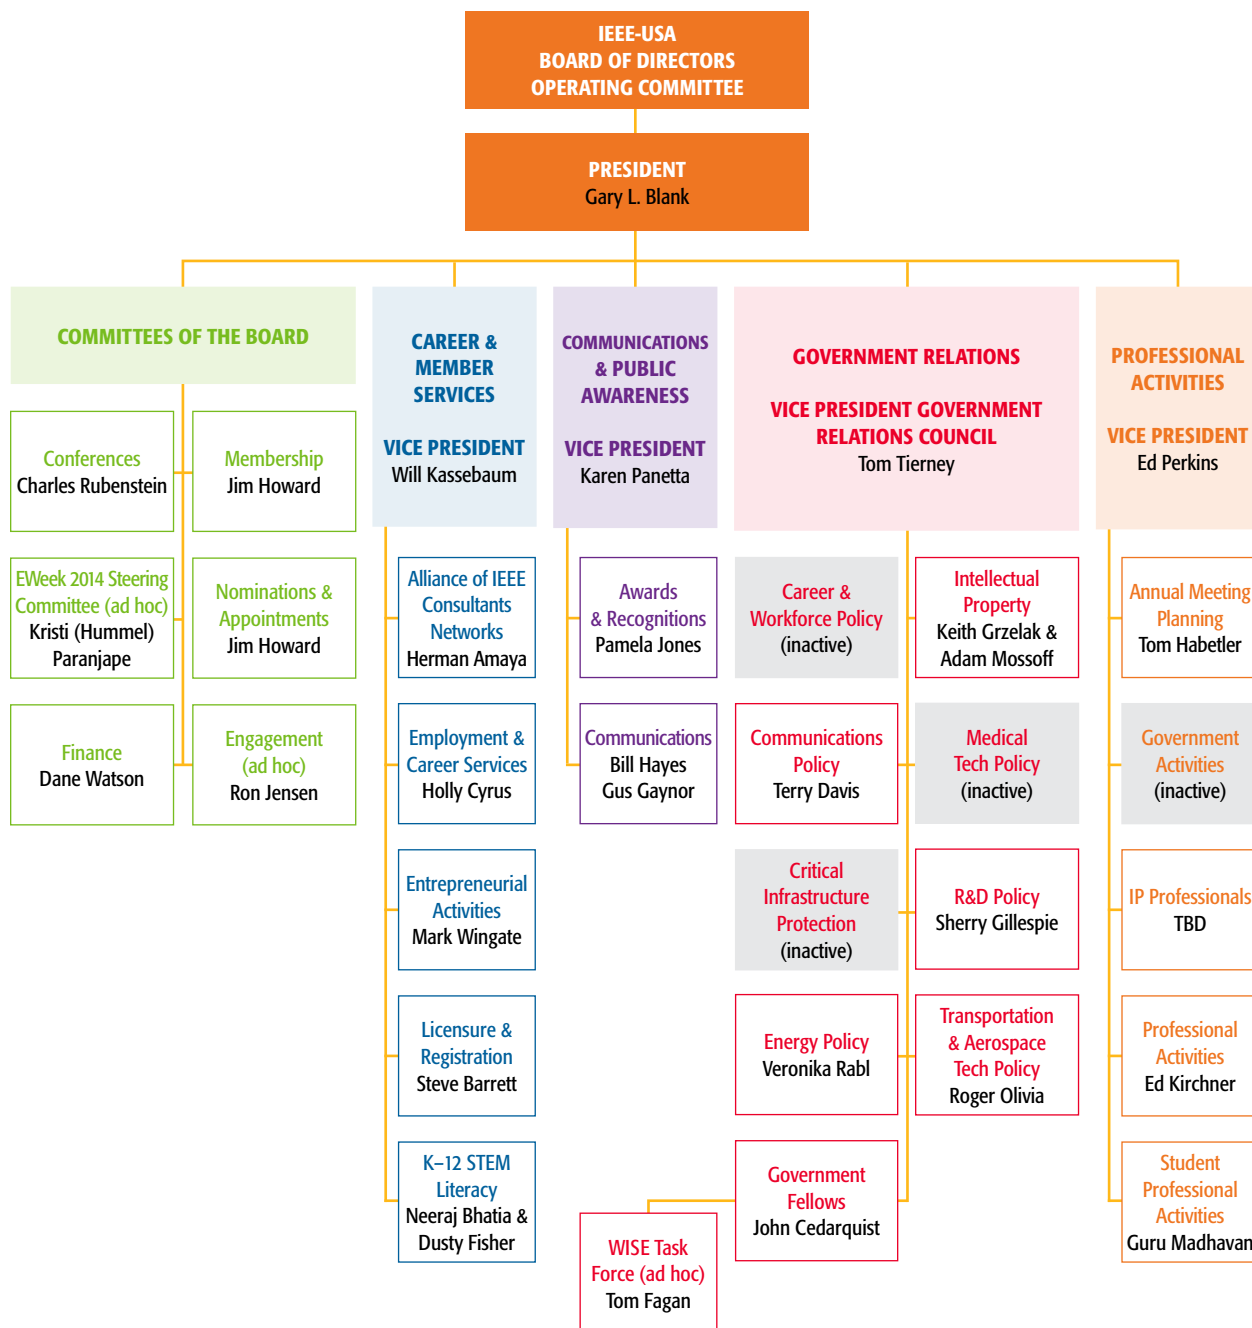 IEEE-USA
BOARD OF DIRECTORS
OPERATING COMMITTEE
PRESIDENT
Gary L. Blank
COMMITTEES OF THE BOARD
Conferences
Charles Rubenstein
Membership
Jim Howard
EWeek 2014 Steering
Committee (ad hoc)
Kristi (Hummel)
Paranjape
Nominations &
Appointments
Jim Howard
Finance
Dane Watson
Engagement
(ad hoc)
Ron Jensen
CAREER &
MEMBER
SERVICES
VICE PRESIDENT
Will Kassebaum
Alliance of IEEE
Consultants
Networks
Herman Amaya
Employment &
Career Services
Holly Cyrus
Entrepreneurial
Activities
Mark Wingate
Licensure &
Registration
Steve Barrett
K–12 STEM
Literacy
Neeraj Bhatia &
Dusty Fisher
COMMUNICATIONS
& PUBLIC
AWARENESS
VICE PRESIDENT
Karen Panetta
Awards
& Recognitions
Pamela Jones
Communications
Bill Hayes
Gus Gaynor
GOVERNMENT RELATIONS
VICE PRESIDENT GOVERNMENT
RELATIONS COUNCIL
Tom Tierney
Career &
Workforce Policy
(inactive)
Intellectual
Property
Keith Grzelak &
Adam Mossoff
Communications
Policy
Terry Davis
Medical
Tech Policy
(inactive)
Critical
Infrastructure
Protection
(inactive)
R&D Policy
Sherry Gillespie
Energy Policy
Veronika Rabl
Transportation
& Aerospace
Tech Policy
Roger Olivia
Government
Fellows
John Cedarquist
WISE Task
Force (ad hoc)
Tom Fagan
PROFESSIONAL
ACTIVITIES
VICE PRESIDENT
Ed Perkins
Annual Meeting
Planning
Tom Habetler
Government
Activities
(inactive)
IP Professionals
TBD
Professional
Activities
Ed Kirchner
Student
Professional
Activities
Guru Madhavan